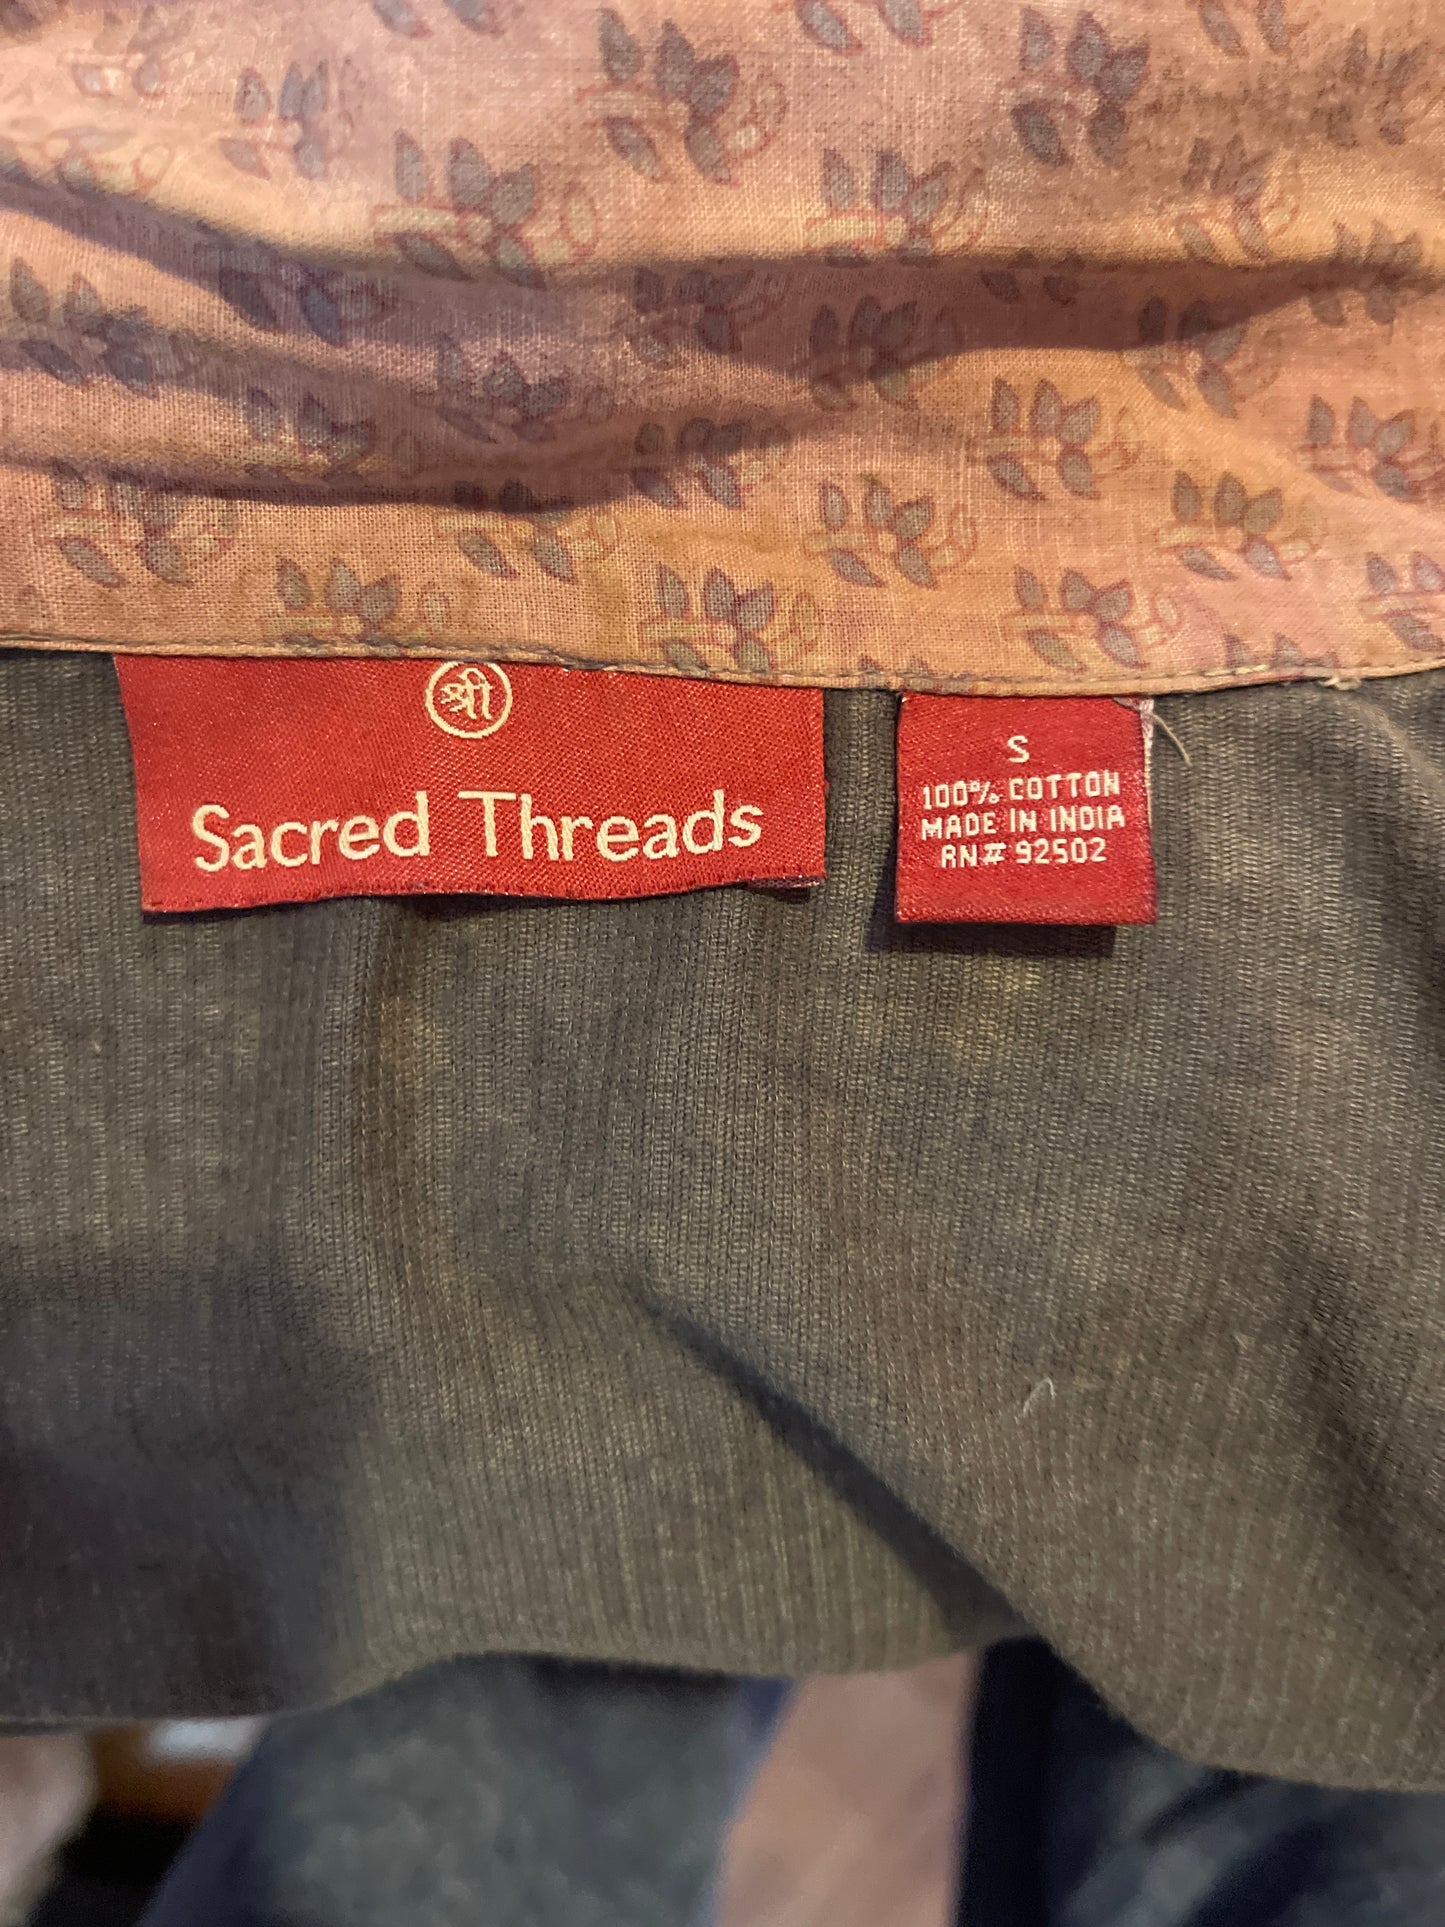 श्री
Sacred Threads
S
100% COTTON
MADE IN INDIA
RN# 92502